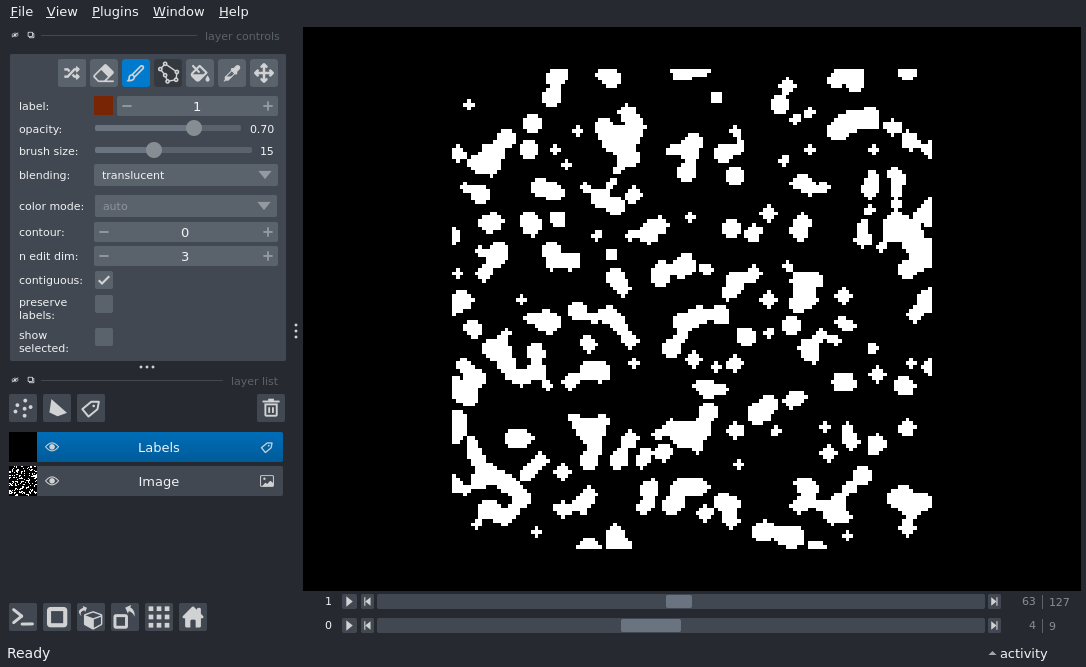 File View Plugins Window Help
layer controls
label: 1
opacity: 0.70
brush size: 15
blending: translucent
color mode: auto
contour: 0
n edit dim: 3
contiguous:
preserve
labels:
show
selected:
layer list
Labels
Image
1 63 127
0 4 9
Ready activity